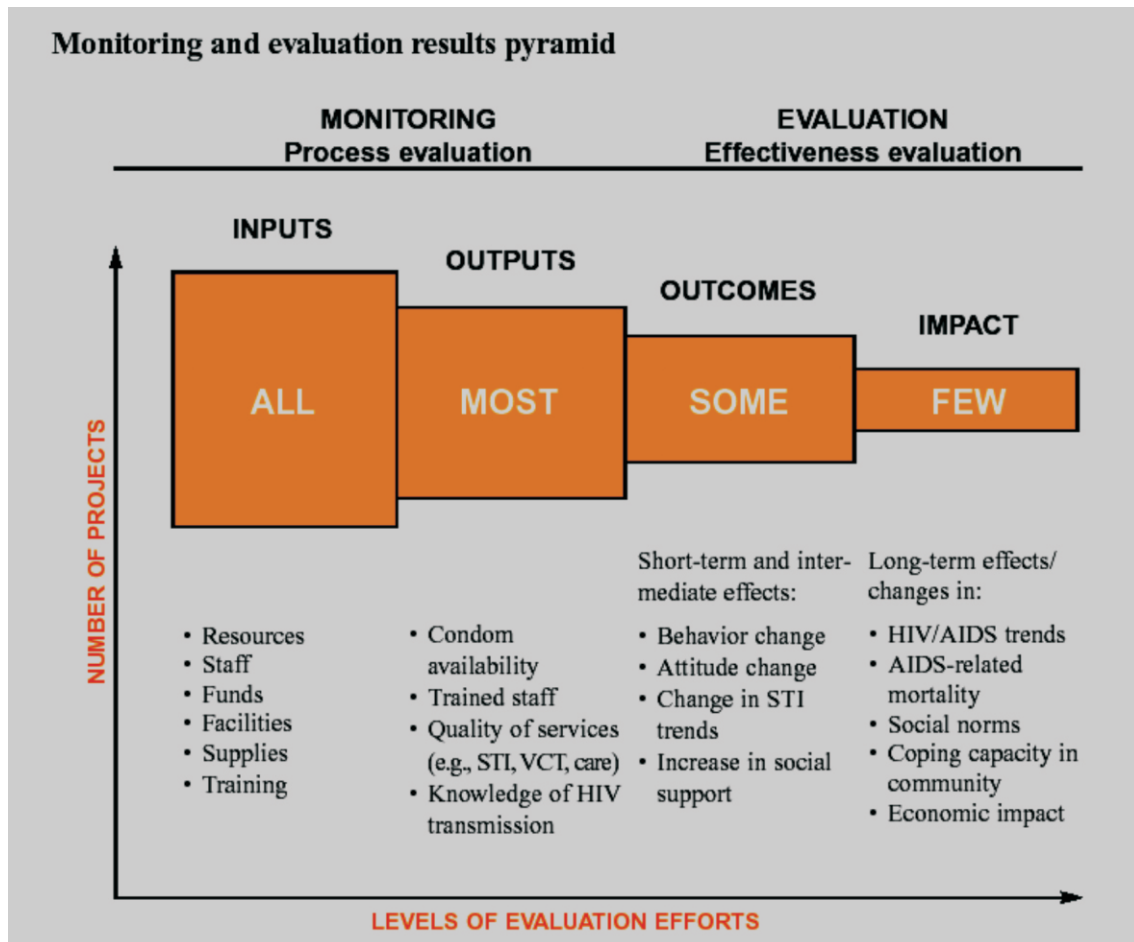 Monitoring and evaluation results pyramid
MONITORING
Process evaluation
EVALUATION
Effectiveness evaluation
INPUTS
OUTPUTS
OUTCOMES
IMPACT
ALL
MOST
SOME
FEW
NUMBER OF PROJECTS
• Resources
• Staff
• Funds
• Facilities
• Supplies
• Training
• Condom
availability
• Trained staff
• Quality of services
(e.g., STI, VCT, care)
• Knowledge of HIV
transmission
Short-term and inter-
mediate effects:
• Behavior change
• Attitude change
• Change in STI
trends
• Increase in social
support
Long-term effects/
changes in:
• HIV/AIDS trends
• AIDS-related
mortality
• Social norms
• Coping capacity in
community
• Economic impact
LEVELS OF EVALUATION EFFORTS